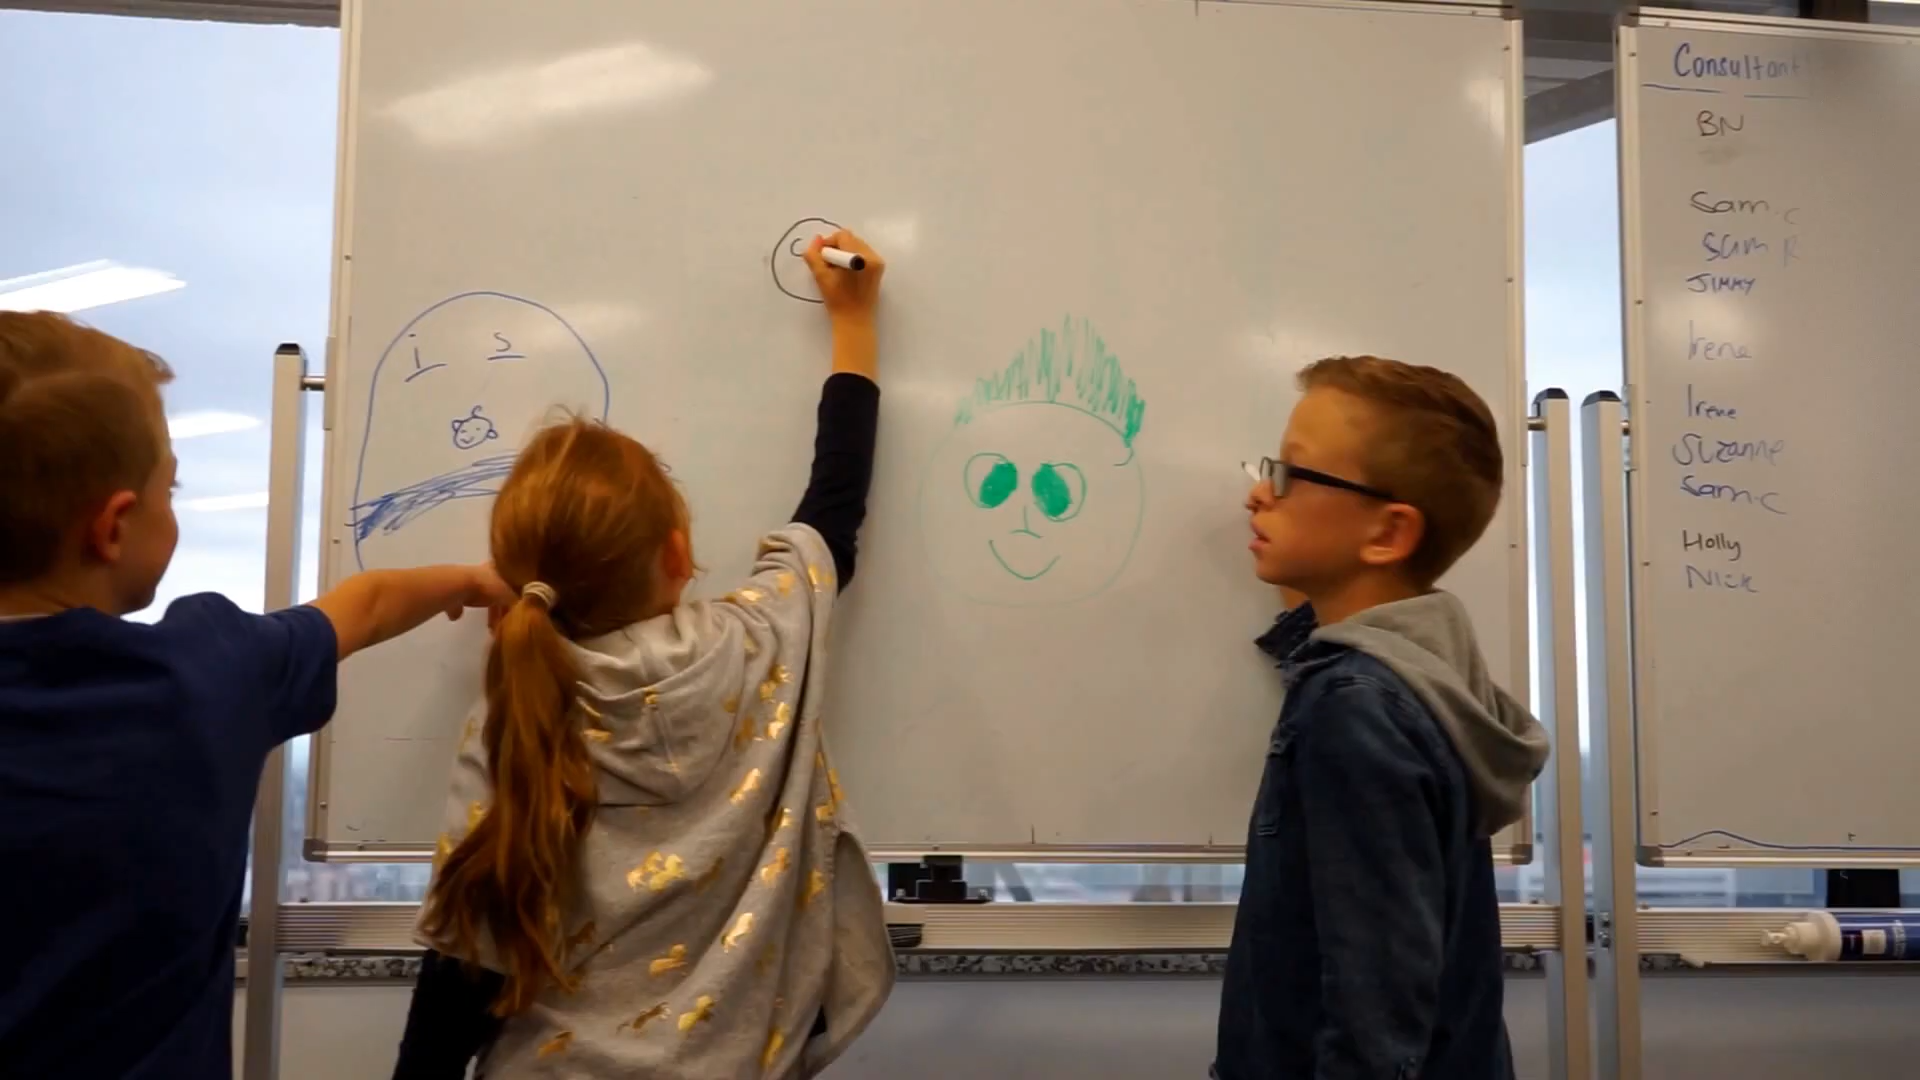 i s
Consultant
BN
Sam.C
Sam R
JIMMY
Irene
Irene
Suzanne
Sam.C
Holly
Nick